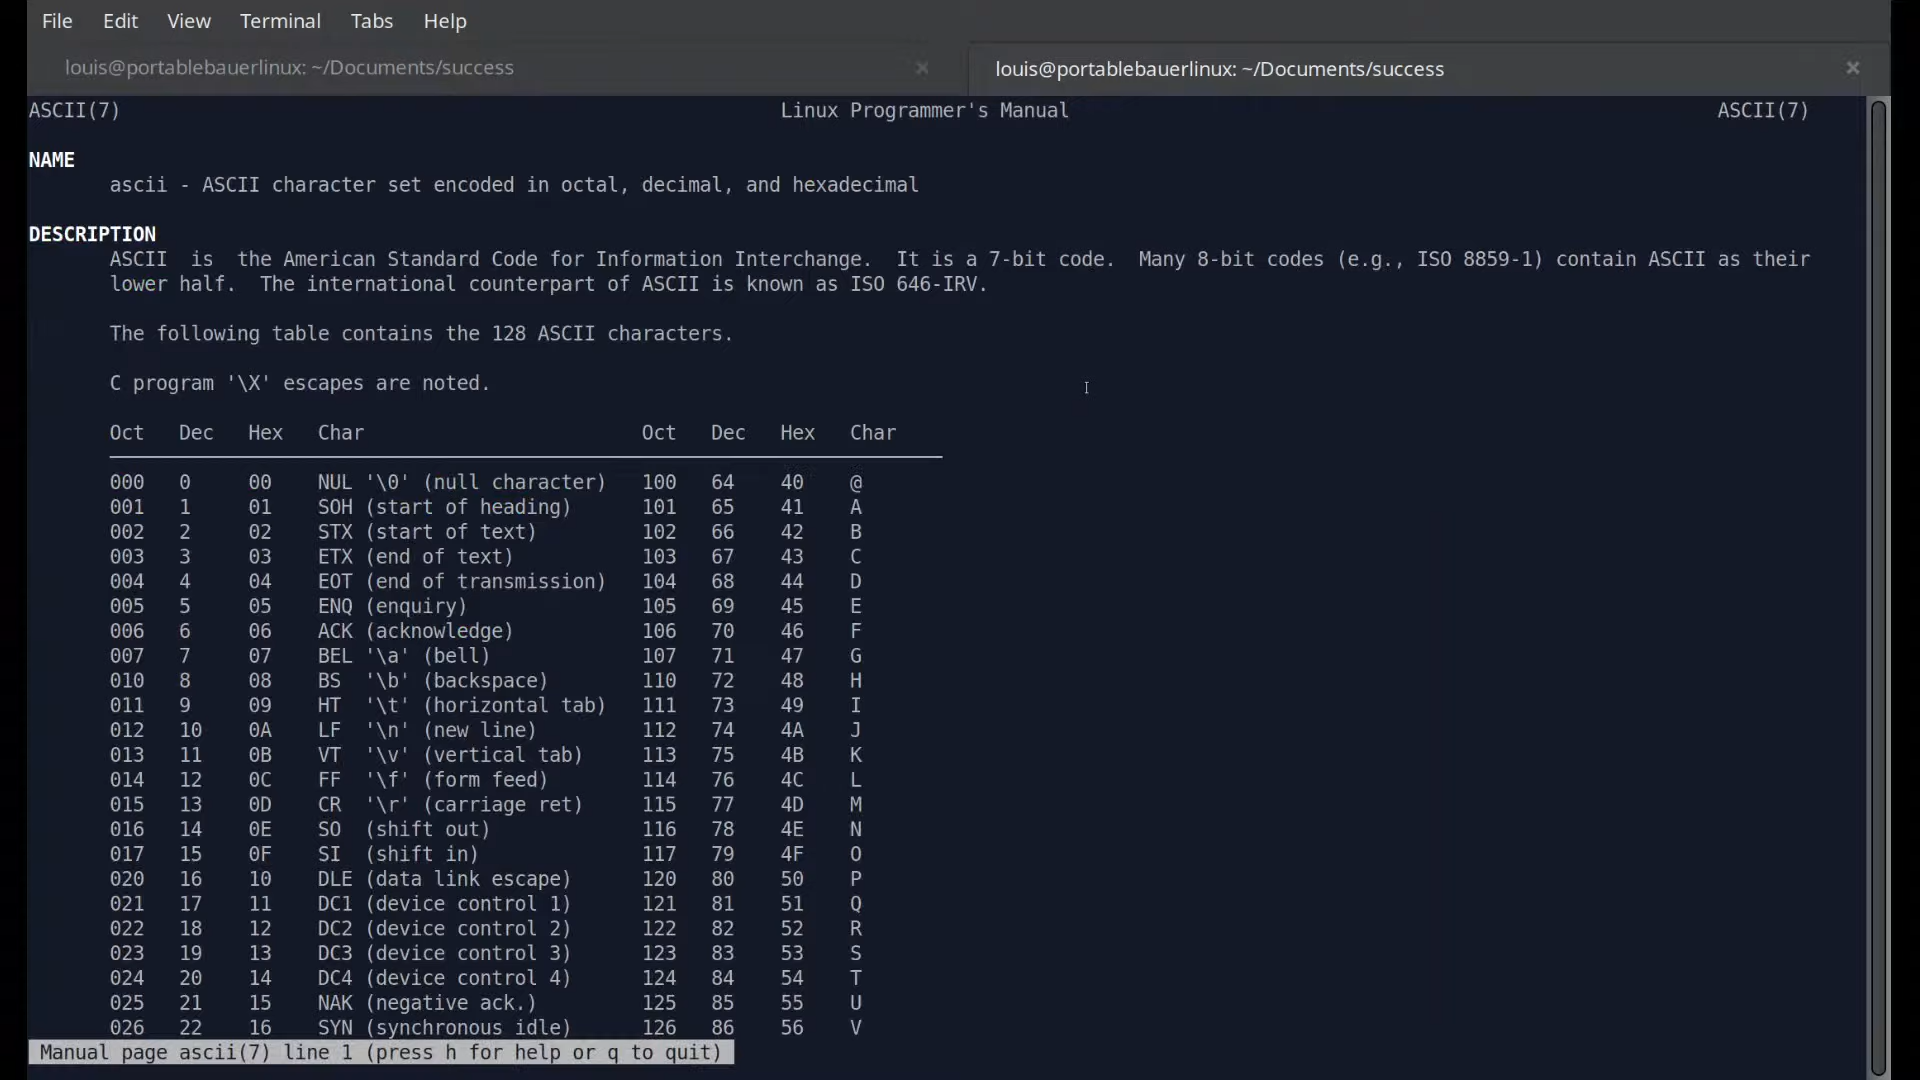 File Edit View Terminal Tabs Help
louis@portablebauerlinux: ~/Documents/success × louis@portablebauerlinux: ~/Documents/success ×
ASCII(7) Linux Programmer's Manual ASCII(7)
NAME
ascii - ASCII character set encoded in octal, decimal, and hexadecimal
DESCRIPTION
ASCII is the American Standard Code for Information Interchange. It is a 7-bit code. Many 8-bit codes (e.g., ISO 8859-1) contain ASCII as their
lower half. The international counterpart of ASCII is known as ISO 646-IRV.
The following table contains the 128 ASCII characters.
C program '\X' escapes are noted.
Oct Dec Hex Char Oct Dec Hex Char
000 0 00 NUL '\0' (null character) 100 64 40 @
001 1 01 SOH (start of heading) 101 65 41 A
002 2 02 STX (start of text) 102 66 42 B
003 3 03 ETX (end of text) 103 67 43 C
004 4 04 EOT (end of transmission) 104 68 44 D
005 5 05 ENQ (enquiry) 105 69 45 E
006 6 06 ACK (acknowledge) 106 70 46 F
007 7 07 BEL '\a' (bell) 107 71 47 G
010 8 08 BS '\b' (backspace) 110 72 48 H
011 9 09 HT '\t' (horizontal tab) 111 73 49 I
012 10 0A LF '\n' (new line) 112 74 4A J
013 11 0B VT '\v' (vertical tab) 113 75 4B K
014 12 0C FF '\f' (form feed) 114 76 4C L
015 13 0D CR '\r' (carriage ret) 115 77 4D M
016 14 0E SO (shift out) 116 78 4E N
017 15 0F SI (shift in) 117 79 4F O
020 16 10 DLE (data link escape) 120 80 50 P
021 17 11 DC1 (device control 1) 121 81 51 Q
022 18 12 DC2 (device control 2) 122 82 52 R
023 19 13 DC3 (device control 3) 123 83 53 S
024 20 14 DC4 (device control 4) 124 84 54 T
025 21 15 NAK (negative ack.) 125 85 55 U
026 22 16 SYN (synchronous idle) 126 86 56 V
Manual page ascii(7) line 1 (press h for help or q to quit)